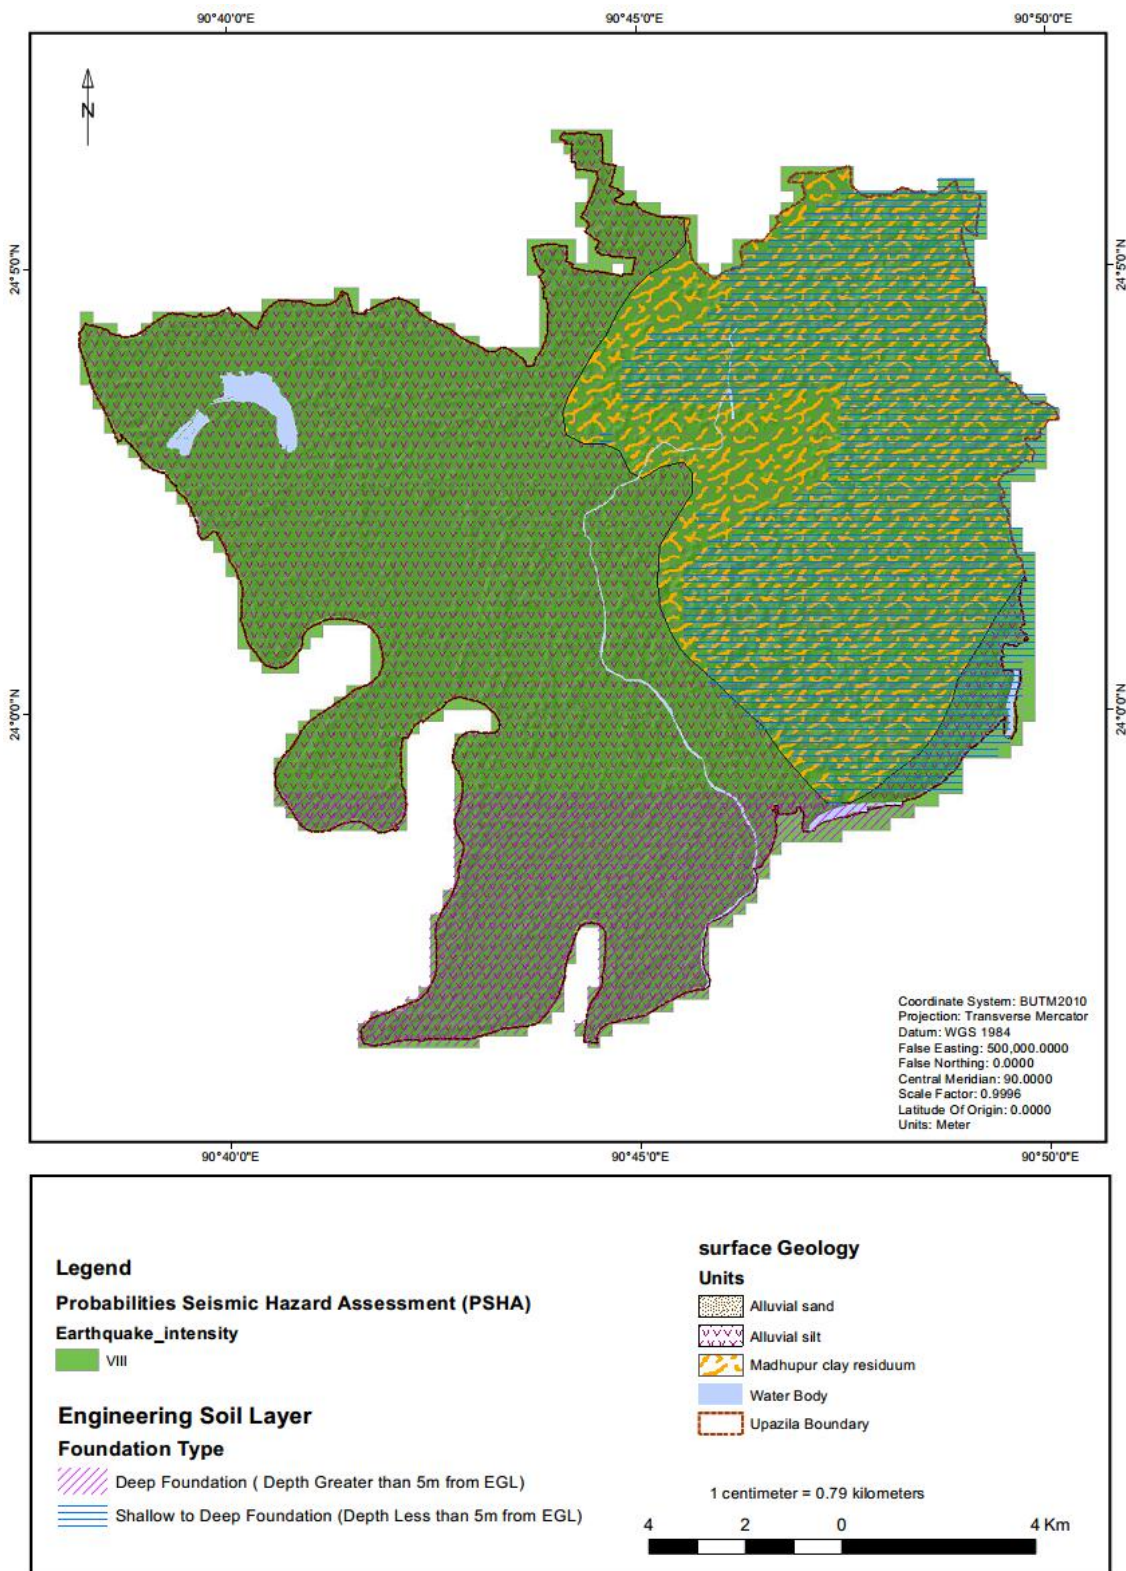 90°40'0"E 90°45'0"E 90°50'0"E
N
24°5'0"N 24°5'0"N
24°0'0"N 24°0'0"N
Coordinate System: BUTM2010
Projection: Transverse Mercator
Datum: WGS 1984
False Easting: 500,000.0000
False Northing: 0.0000
Central Meridian: 90.0000
Scale Factor: 0.9996
Latitude Of Origin: 0.0000
Units: Meter
90°40'0"E 90°45'0"E 90°50'0"E
Legend
Probabilities Seismic Hazard Assessment (PSHA)
Earthquake_intensity
VIII
Engineering Soil Layer
Foundation Type
Deep Foundation ( Depth Greater than 5m from EGL)
Shallow to Deep Foundation (Depth Less than 5m from EGL)
surface Geology
Units
Alluvial sand
Alluvial silt
Madhupur clay residuum
Water Body
Upazila Boundary
1 centimeter = 0.79 kilometers
4 2 0 4 Km